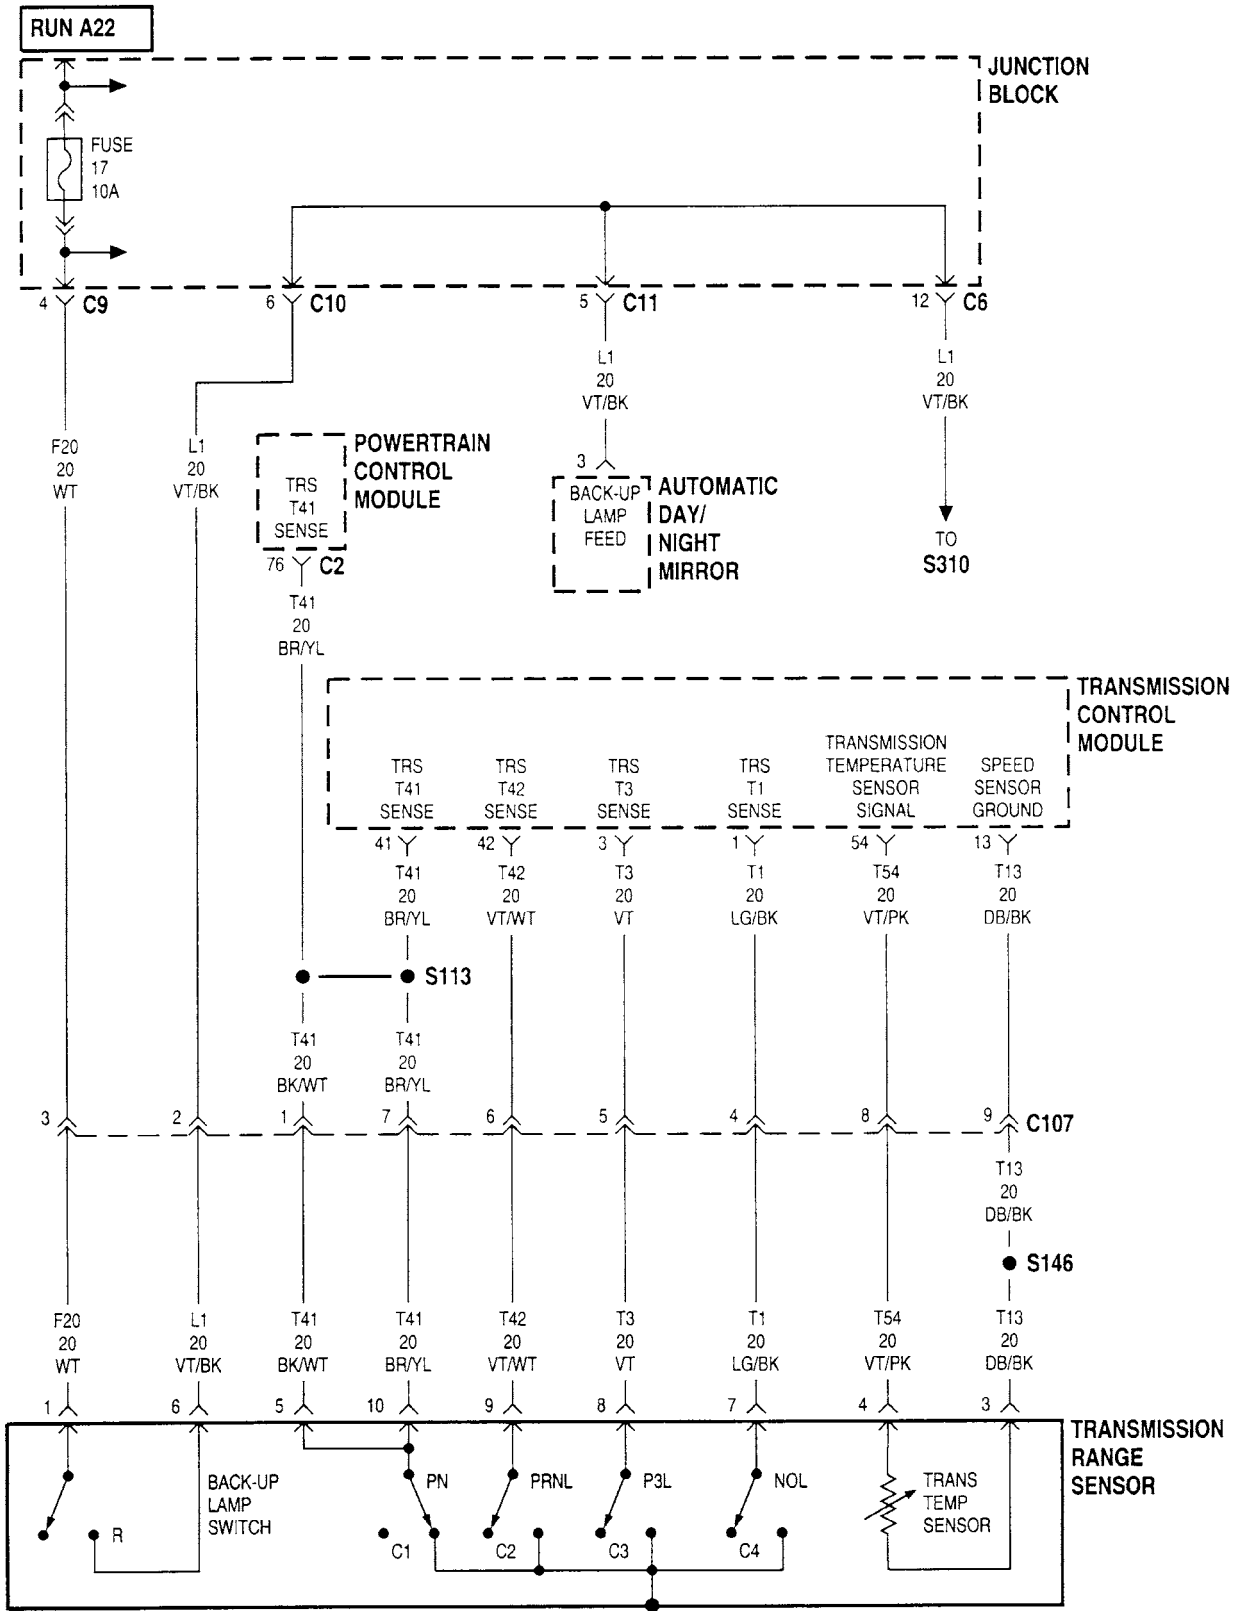 RUN A22
JUNCTION
BLOCK
FUSE
17
10A
4 C9
6 C10
5 C11
12 C6
L1
20
VT/BK
L1
20
VT/BK
F20
20
WT
L1
20
VT/BK
POWERTRAIN
CONTROL
MODULE
TRS
T41
SENSE
76 C2
3
BACK-UP
LAMP
FEED
AUTOMATIC
DAY/
NIGHT
MIRROR
TO
S310
T41
20
BR/YL
TRANSMISSION
CONTROL
MODULE
TRS
T41
SENSE
TRS
T42
SENSE
TRS
T3
SENSE
TRS
T1
SENSE
TRANSMISSION
TEMPERATURE
SENSOR
SIGNAL
SPEED
SENSOR
GROUND
41
42
3
1
54
13
T41
20
BR/YL
T42
20
VT/WT
T3
20
VT
T1
20
LG/BK
T54
20
VT/PK
T13
20
DB/BK
S113
T41
20
BK/WT
T41
20
BR/YL
3
2
1
7
6
5
4
8
9 C107
T13
20
DB/BK
S146
F20
20
WT
L1
20
VT/BK
T41
20
BK/WT
T41
20
BR/YL
T42
20
VT/WT
T3
20
VT
T1
20
LG/BK
T54
20
VT/PK
T13
20
DB/BK
1
6
5
10
9
8
7
4
3
TRANSMISSION
RANGE
SENSOR
R
BACK-UP
LAMP
SWITCH
PN
C1
PRNL
C2
P3L
C3
NOL
C4
TRANS
TEMP
SENSOR